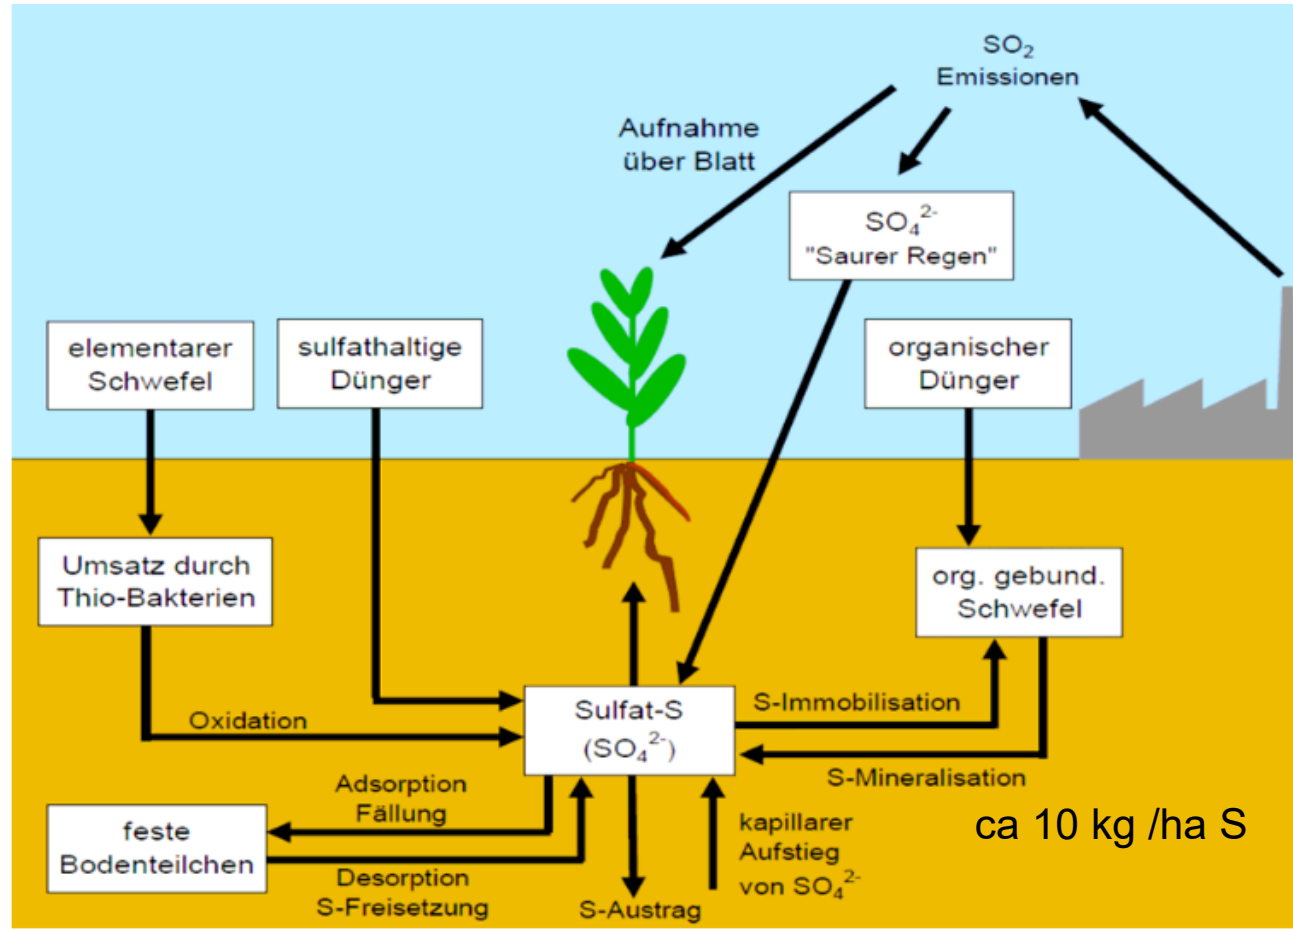 SO₂
Emissionen
Aufnahme
über Blatt
SO₄²⁻
"Saurer Regen"
elementarer
Schwefel
sulfathaltige
Dünger
organischer
Dünger
Umsatz durch
Thio-Bakterien
org. gebund.
Schwefel
Oxidation
Sulfat-S
(SO₄²⁻)
S-Immobilisation
S-Mineralisation
Adsorption
Fällung
feste
Bodenteilchen
Desorption
S-Freisetzung
S-Austrag
kapillarer
Aufstieg
von SO₄²⁻
ca 10 kg /ha S